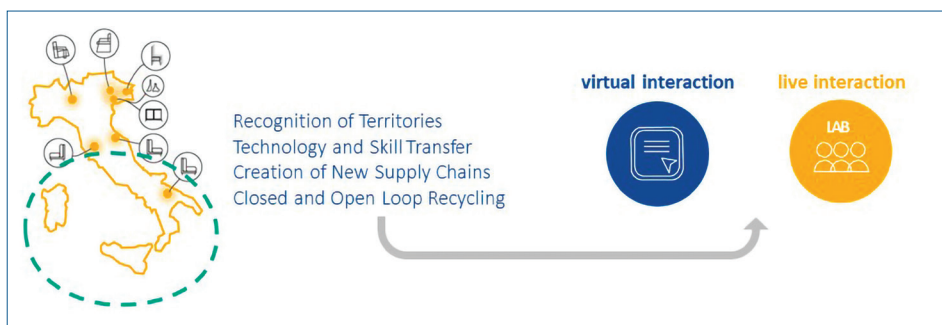 virtual interaction
live interaction
Recognition of Territories
Technology and Skill Transfer
Creation of New Supply Chains
Closed and Open Loop Recycling
LAB